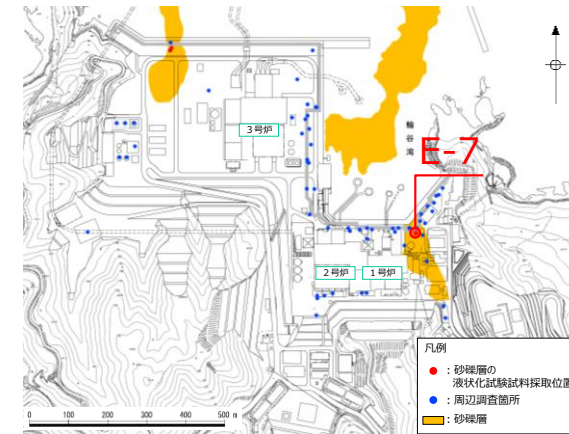 3号炉
輪谷湾
E-7
2号炉
1号炉
凡例
：砂礫層の
液状化試験試料採取位置
：周辺調査箇所
：砂礫層
0 100 200 300 400 500 m